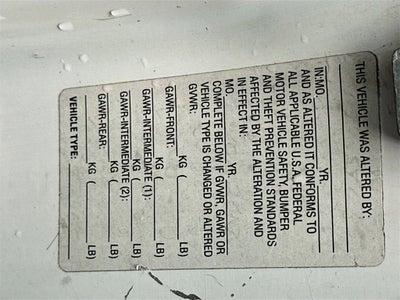 THIS VEHICLE WAS ALTERED BY:
IN:MO. YR.
AND AS ALTERED IT CONFORMS TO
ALL APPLICABLE U.S.A. FEDERAL
MOTOR VEHICLE SAFETY, BUMPER
AND THEFT PREVENTION STANDARDS
AFFECTED BY THE ALTERATION AND
IN EFFECT IN:
MO. YR.
COMPLETE BELOW IF GVWR, GAWR OR
VEHICLE TYPE IS CHANGED OR ALTERED
GVWR:
KG ( LB)
GAWR-FRONT:
KG ( LB)
GAWR-INTERMEDIATE (1):
KG ( LB)
GAWR-INTERMEDIATE (2):
KG ( LB)
GAWR-REAR:
KG ( LB)
VEHICLE TYPE: